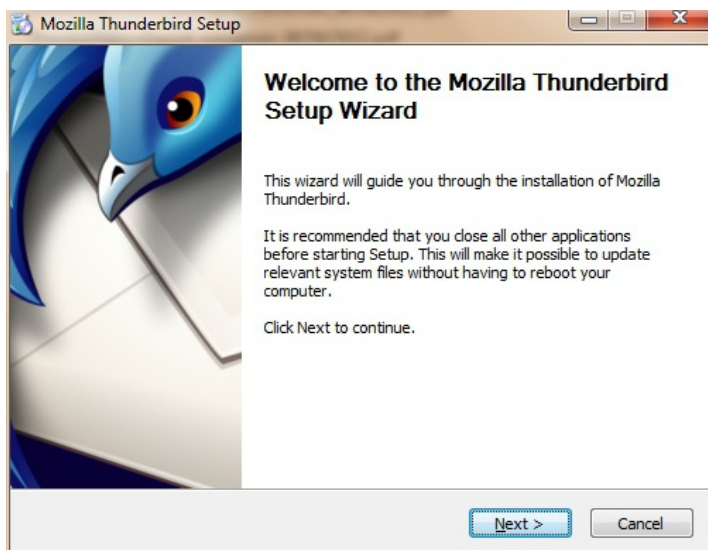 Mozilla Thunderbird Setup
Welcome to the Mozilla Thunderbird
Setup Wizard
This wizard will guide you through the installation of Mozilla
Thunderbird.
It is recommended that you close all other applications
before starting Setup. This will make it possible to update
relevant system files without having to reboot your
computer.
Click Next to continue.
Next >
Cancel